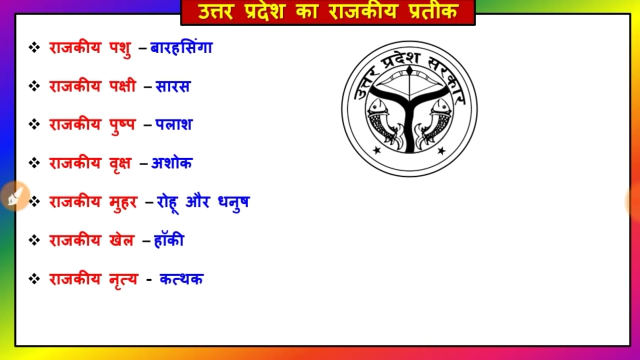 उत्तर प्रदेश का राजकीय प्रतीक
❖ राजकीय पशु – बारहसिंगा
❖ राजकीय पक्षी – सारस
❖ राजकीय पुष्प – पलाश
❖ राजकीय वृक्ष – अशोक
❖ राजकीय मुहर – रोहू और धनुष
❖ राजकीय खेल – हॉकी
❖ राजकीय नृत्य - कत्थक
उत्तर प्रदेश सरकार